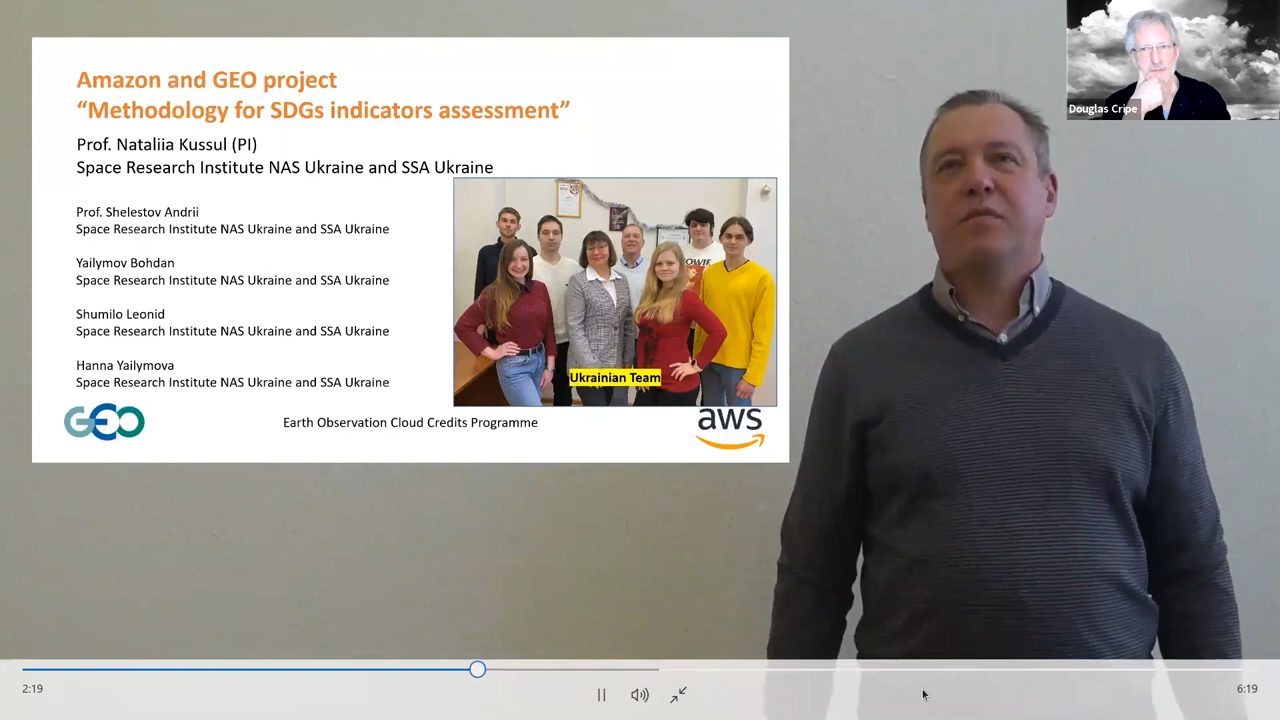 Amazon and GEO project
“Methodology for SDGs indicators assessment”
Prof. Nataliia Kussul (PI)
Space Research Institute NAS Ukraine and SSA Ukraine
Prof. Shelestov Andrii
Space Research Institute NAS Ukraine and SSA Ukraine
Yailymov Bohdan
Space Research Institute NAS Ukraine and SSA Ukraine
Shumilo Leonid
Space Research Institute NAS Ukraine and SSA Ukraine
Hanna Yailymova
Space Research Institute NAS Ukraine and SSA Ukraine
Ukrainian Team
GEO
Earth Observation Cloud Credits Programme
aws
Douglas Cripe
2:19
6:19